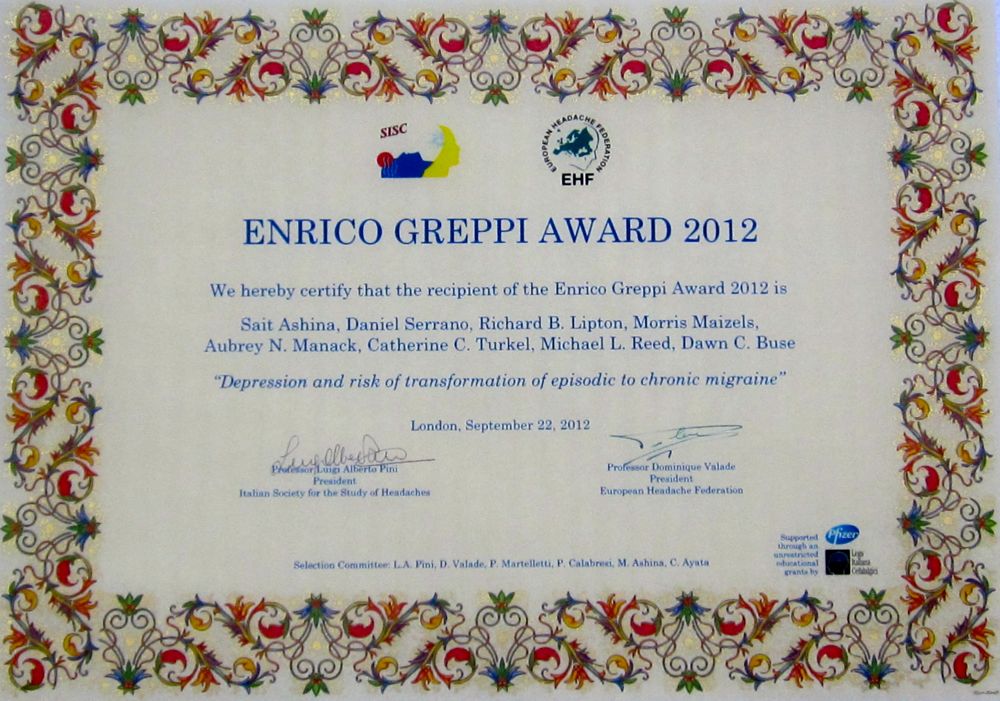 SISC
EUROPEAN HEADACHE FEDERATION
EHF
ENRICO GREPPI AWARD 2012
We hereby certify that the recipient of the Enrico Greppi Award 2012 is
Sait Ashina, Daniel Serrano, Richard B. Lipton, Morris Maizels,
Aubrey N. Manack, Catherine C. Turkel, Michael L. Reed, Dawn C. Buse
“Depression and risk of transformation of episodic to chronic migraine”
London, September 22, 2012
Professor Luigi Alberto Pini
President
Italian Society for the Study of Headaches
Professor Dominique Valade
President
European Headache Federation
Supported
through an
unrestricted
educational
grants by
Pfizer
Lega
Italiana
Cefalalgici
Selection Committee: L.A. Pini, D. Valade, P. Martelletti, P. Calabresi, M. Ashina, C. Ayata